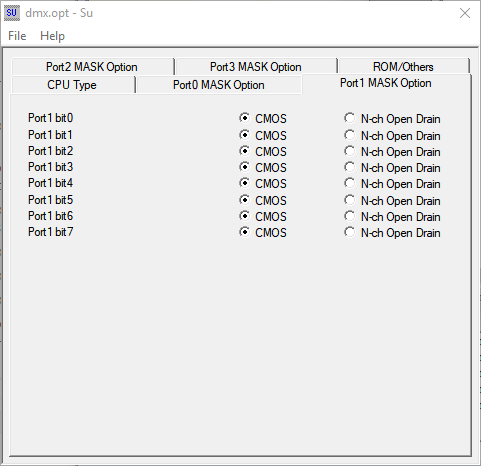 SU dmx.opt - Su
File Help
Port2 MASK Option Port3 MASK Option ROM/Others
CPU Type Port0 MASK Option Port1 MASK Option
Port1 bit0 CMOS N-ch Open Drain
Port1 bit1 CMOS N-ch Open Drain
Port1 bit2 CMOS N-ch Open Drain
Port1 bit3 CMOS N-ch Open Drain
Port1 bit4 CMOS N-ch Open Drain
Port1 bit5 CMOS N-ch Open Drain
Port1 bit6 CMOS N-ch Open Drain
Port1 bit7 CMOS N-ch Open Drain